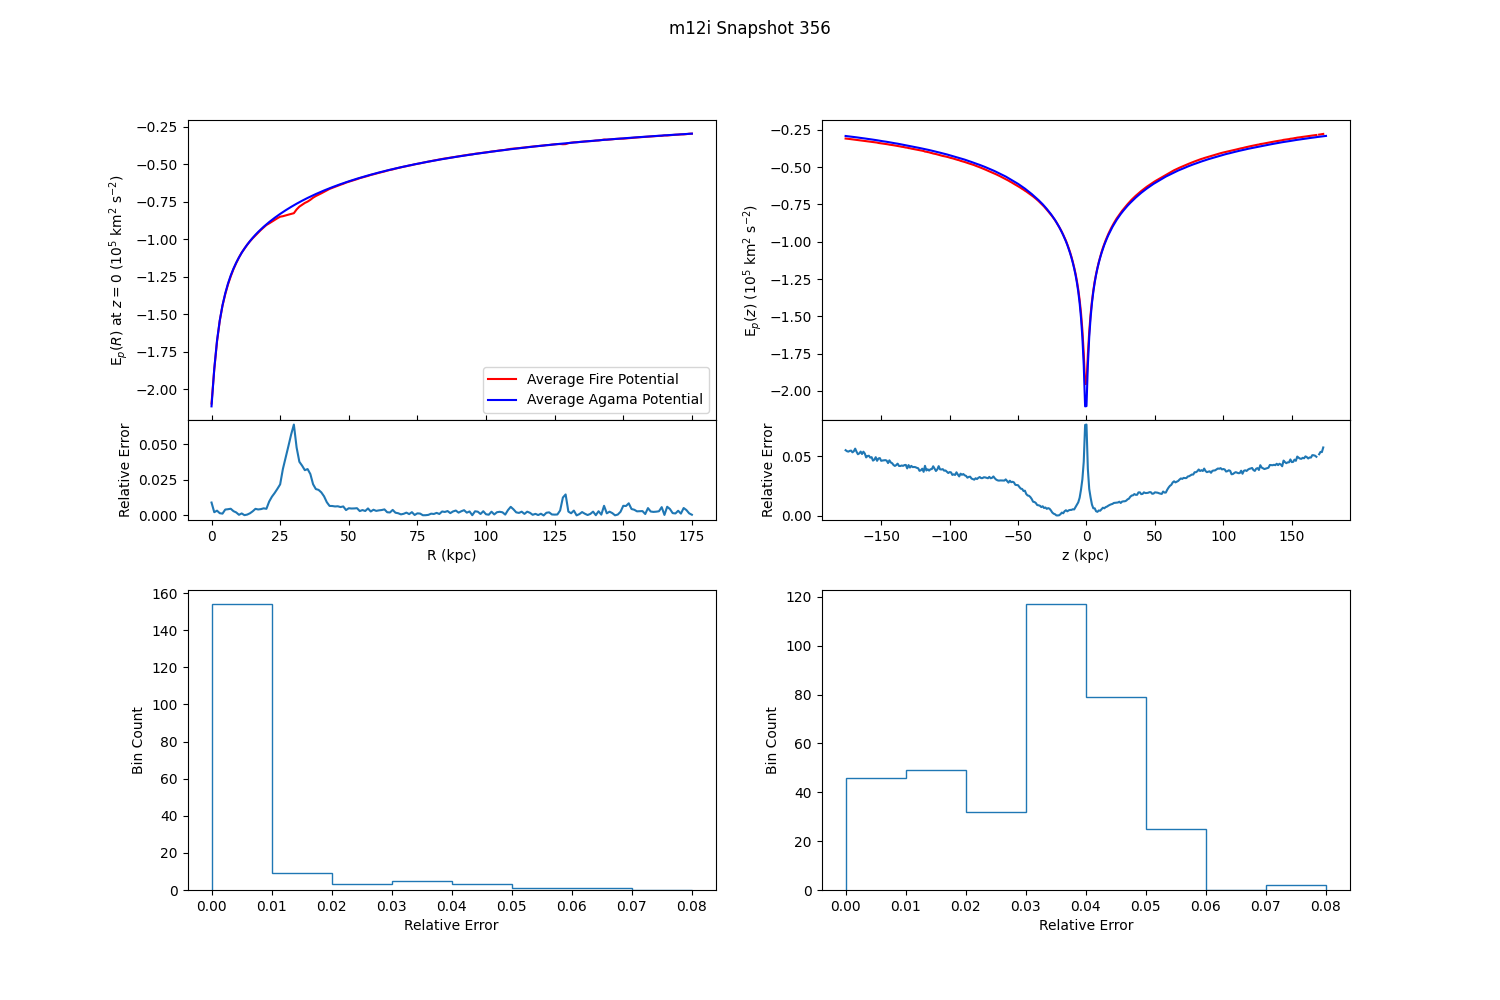 m12i Snapshot 356
E_p(R) at z = 0 (10^5 km^2 s^−2)
−0.25
−0.50
−0.75
−1.00
−1.25
−1.50
−1.75
−2.00
Average Fire Potential
Average Agama Potential
Relative Error
0.050
0.025
0.000
0 25 50 75 100 125 150 175
R (kpc)
E_p(z) (10^5 km^2 s^−2)
−0.25
−0.50
−0.75
−1.00
−1.25
−1.50
−1.75
−2.00
Relative Error
0.05
0.00
−150 −100 −50 0 50 100 150
z (kpc)
Bin Count
160
140
120
100
80
60
40
20
0
0.00 0.01 0.02 0.03 0.04 0.05 0.06 0.07 0.08
Relative Error
Bin Count
120
100
80
60
40
20
0
0.00 0.01 0.02 0.03 0.04 0.05 0.06 0.07 0.08
Relative Error